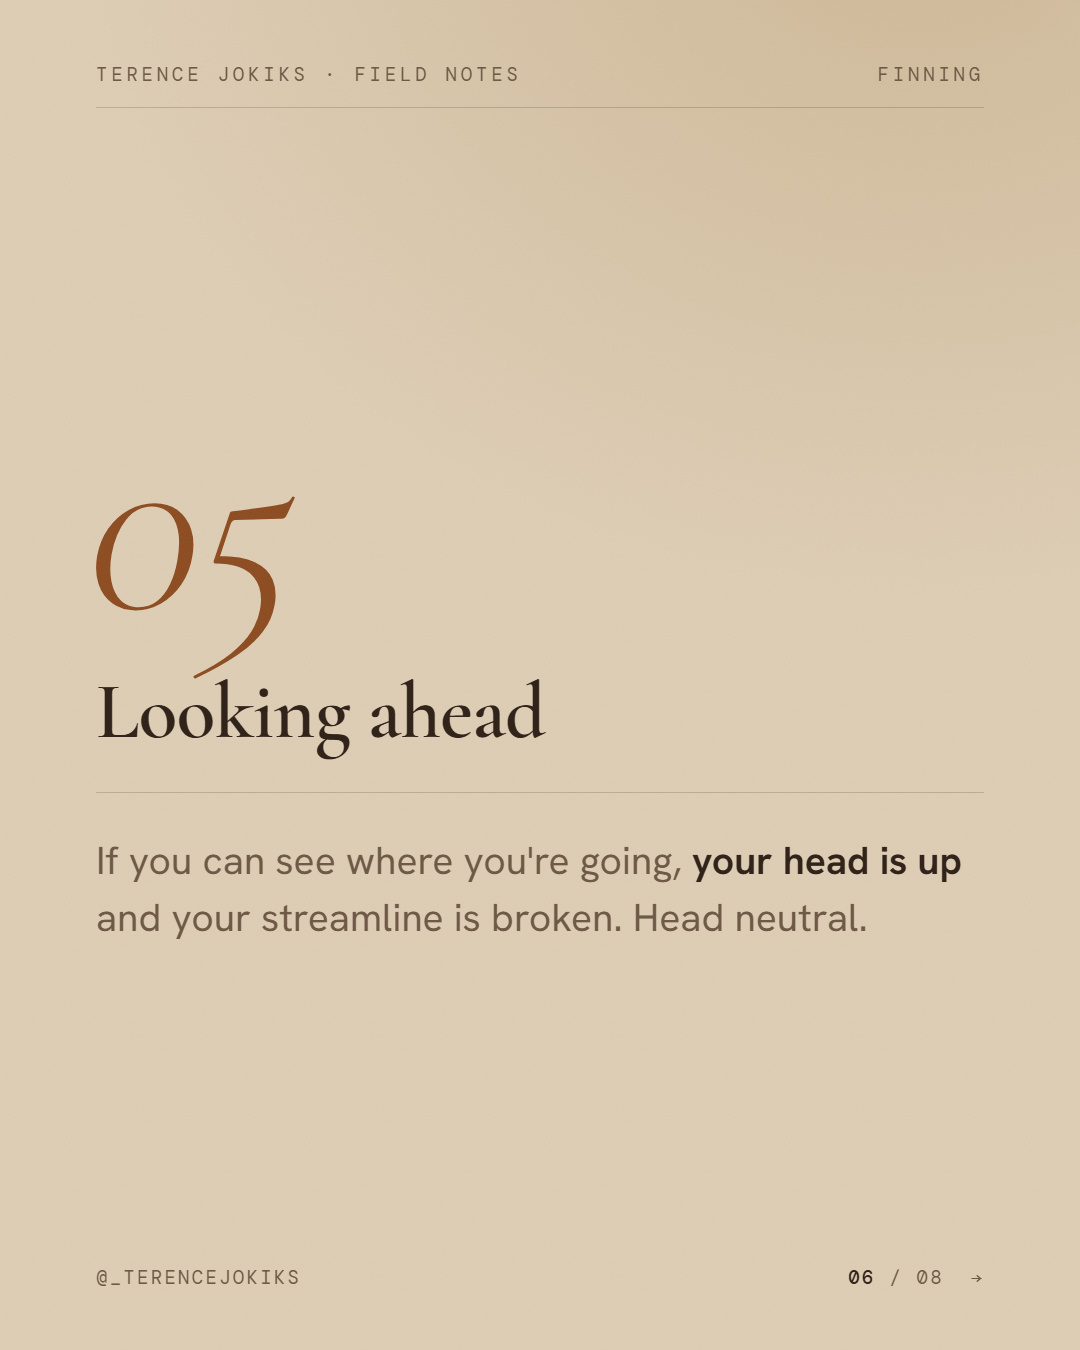 TERENCE JOKIKS · FIELD NOTES
FINNING
05
Looking ahead
If you can see where you're going, your head is up
and your streamline is broken. Head neutral.
@_TERENCEJOKIKS
06 / 08 →